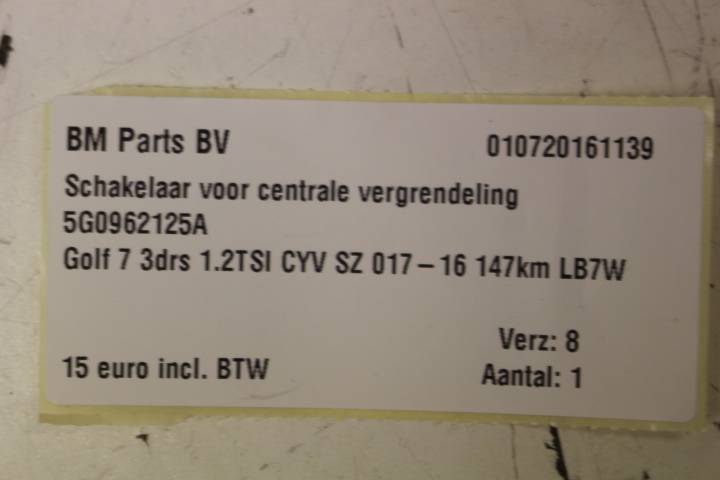 BM Parts BV 010720161139
Schakelaar voor centrale vergrendeling
5G0962125A
Golf 7 3drs 1.2TSI CYV SZ 017-16 147km LB7W
Verz: 8
15 euro incl. BTW Aantal: 1